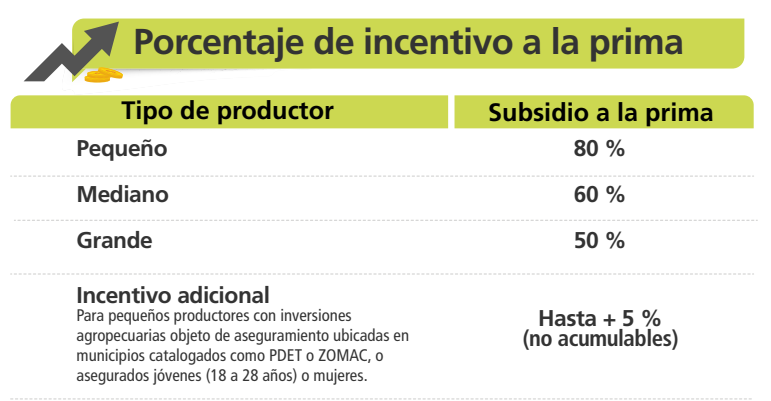 Porcentaje de incentivo a la prima
Tipo de productor
Subsidio a la prima
Pequeño
80 %
Mediano
60 %
Grande
50 %
Incentivo adicional
Para pequeños productores con inversiones
agropecuarias objeto de aseguramiento ubicadas en
municipios catalogados como PDET o ZOMAC, o
asegurados jóvenes (18 a 28 años) o mujeres.
Hasta + 5 %
(no acumulables)